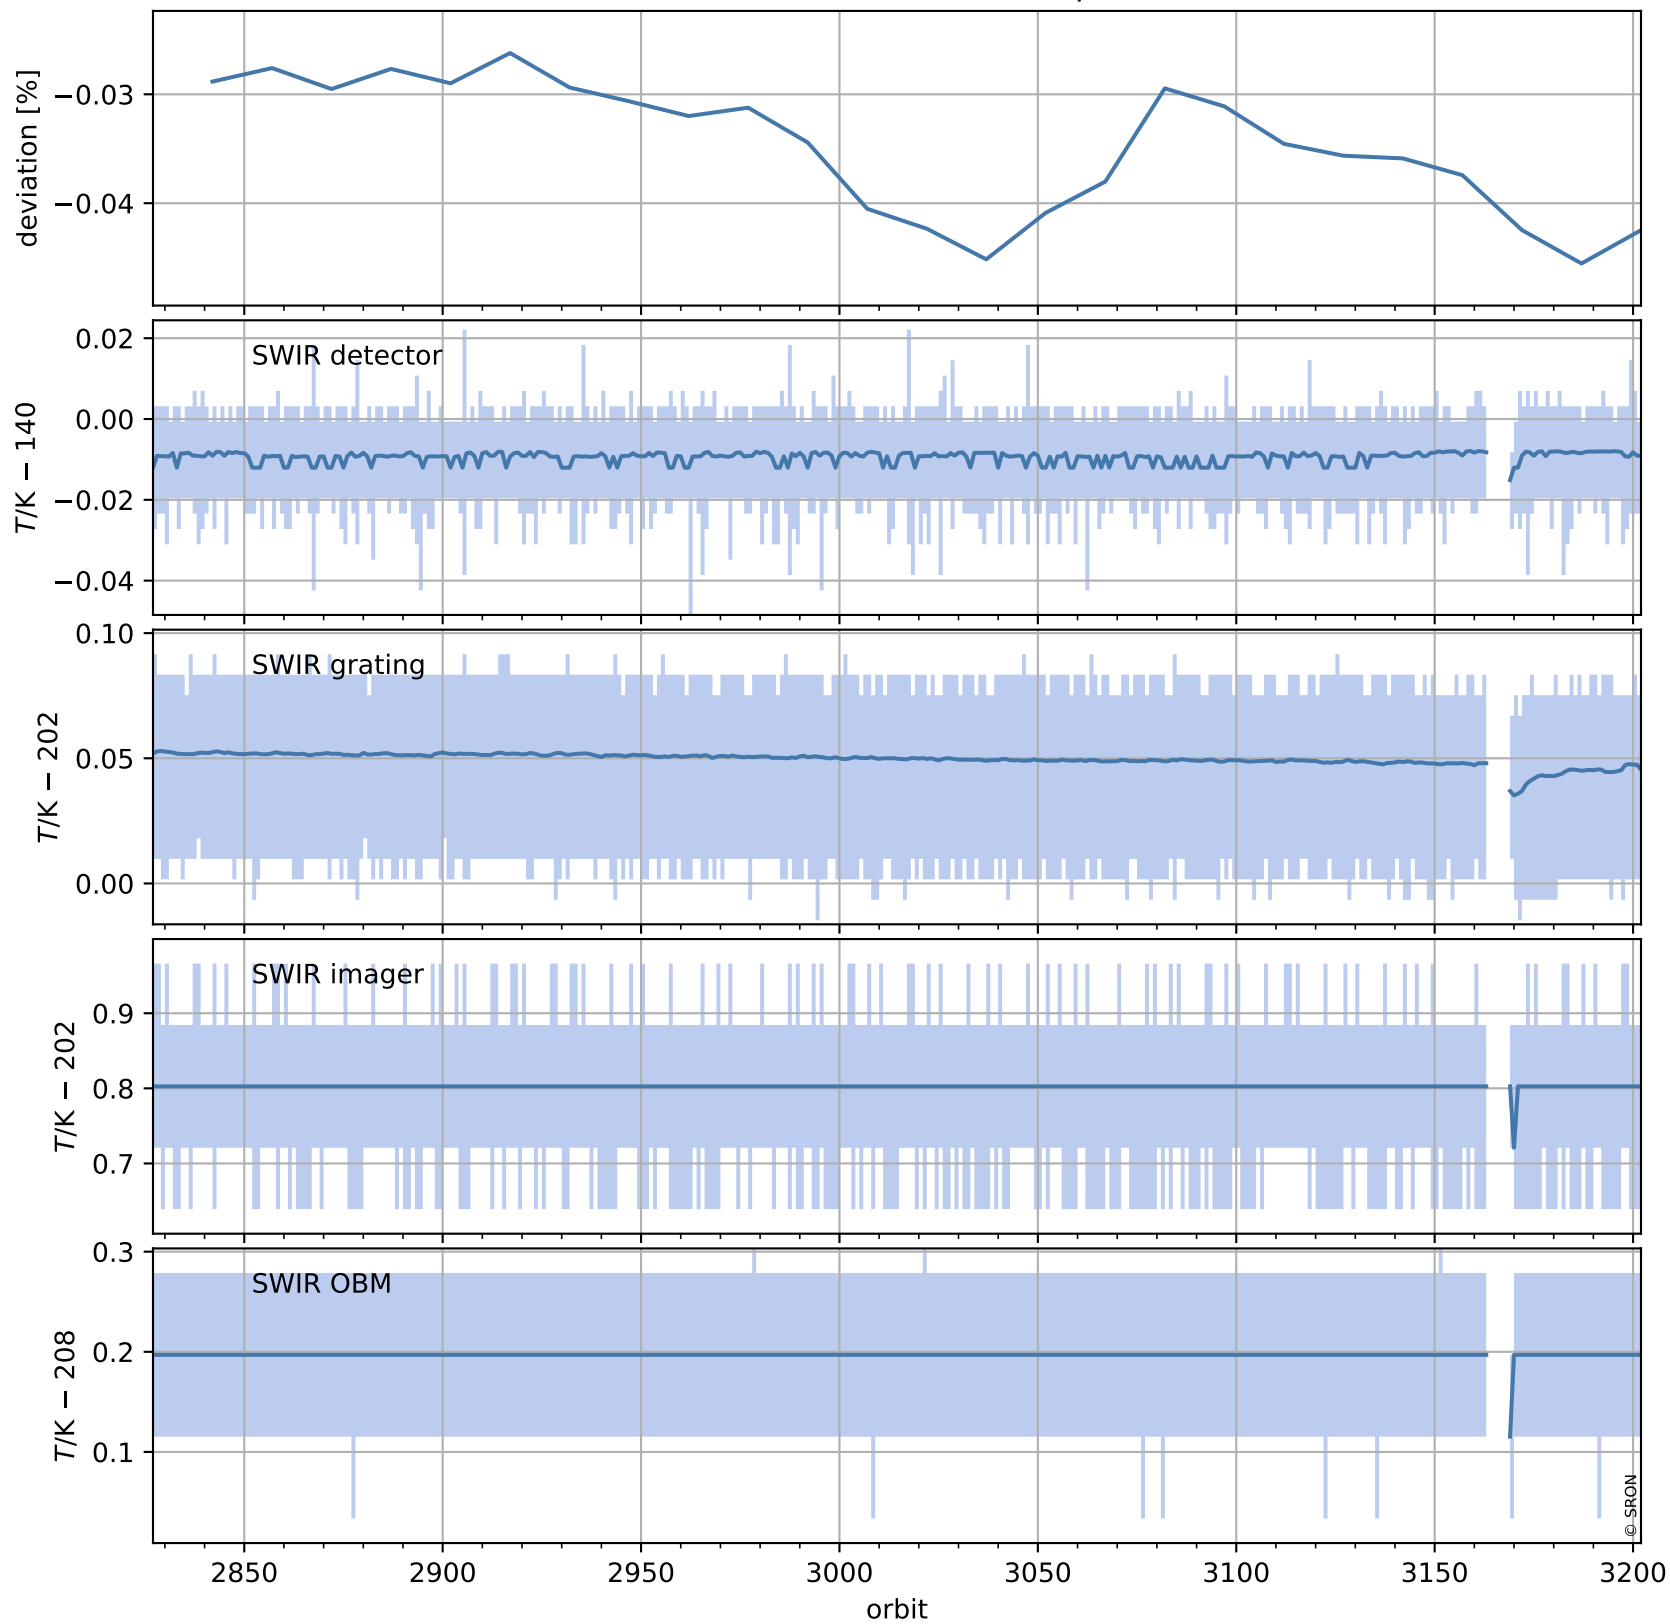 deviation [%]
−0.03
−0.04
SWIR detector
T/K − 140
0.02
0.00
−0.02
−0.04
SWIR grating
T/K − 202
0.10
0.05
0.00
SWIR imager
T/K − 202
0.9
0.8
0.7
SWIR OBM
T/K − 208
0.3
0.2
0.1
© SRON
2850 2900 2950 3000 3050 3100 3150 3200
orbit